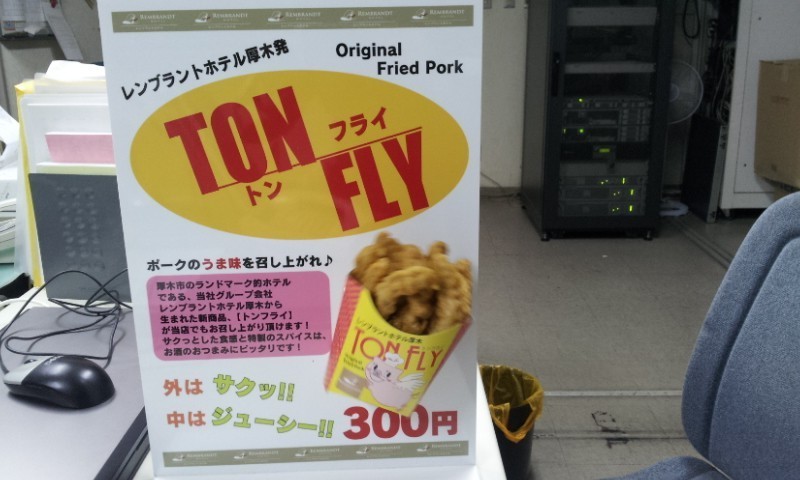 REMBRANDT REMBRANDT REMBRANDT REMBRANDT REMBRANDT
レンブラントホテル厚木発
Original
Fried Pork
TON
トン
フライ
FLY
ポークのうま味を召し上がれ♪
厚木市のランドマーク的ホテル
である、当社グループ会社
レンブラントホテル厚木から
生まれた新商品、【トンフライ】
が当店でもお召し上がり頂けます！
サクっとした食感と特製のスパイスは、
お酒のおつまみにピッタリです！
レンブラントホテル厚木
TON FLY
Original
外は サクッ!!
中は ジューシー!!
300円